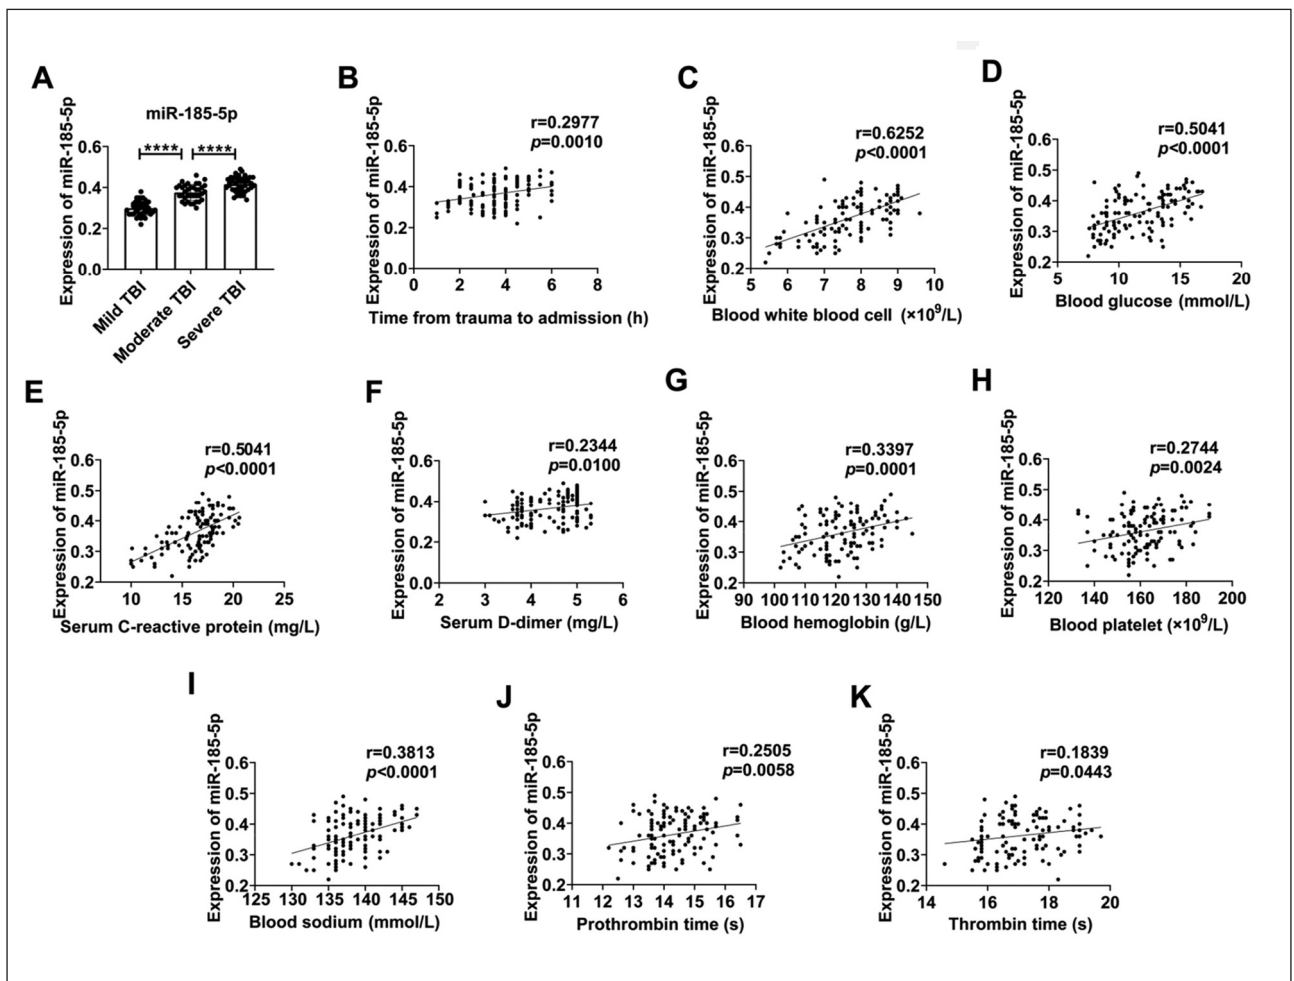 A
miR-185-5p
Expression of miR-185-5p
0.6
0.4
0.2
0.0
****
****
Mild TBI
Moderate TBI
Severe TBI
B
Expression of miR-185-5p
r=0.2977
p=0.0010
0.6
0.4
0.2
0.0
0 2 4 6 8
Time from trauma to admission (h)
C
Expression of miR-185-5p
r=0.6252
p<0.0001
0.6
0.5
0.4
0.3
0.2
5 6 7 8 9 10
Blood white blood cell (×10⁹/L)
D
Expression of miR-185-5p
r=0.5041
p<0.0001
0.6
0.5
0.4
0.3
0.2
5 10 15 20
Blood glucose (mmol/L)
E
Expression of miR-185-5p
r=0.5041
p<0.0001
0.6
0.5
0.4
0.3
0.2
10 15 20 25
Serum C-reactive protein (mg/L)
F
Expression of miR-185-5p
r=0.2344
p=0.0100
0.6
0.4
0.2
0.0
2 3 4 5 6
Serum D-dimer (mg/L)
G
Expression of miR-185-5p
r=0.3397
p=0.0001
0.6
0.5
0.4
0.3
0.2
90 100 110 120 130 140 150
Blood hemoglobin (g/L)
H
Expression of miR-185-5p
r=0.2744
p=0.0024
0.6
0.5
0.4
0.3
0.2
120 140 160 180 200
Blood platelet (×10⁹/L)
I
Expression of miR-185-5p
r=0.3813
p<0.0001
0.6
0.5
0.4
0.3
0.2
125 130 135 140 145 150
Blood sodium (mmol/L)
J
Expression of miR-185-5p
r=0.2505
p=0.0058
0.6
0.5
0.4
0.3
0.2
11 12 13 14 15 16 17
Prothrombin time (s)
K
Expression of miR-185-5p
r=0.1839
p=0.0443
0.6
0.5
0.4
0.3
0.2
14 16 18 20
Thrombin time (s)